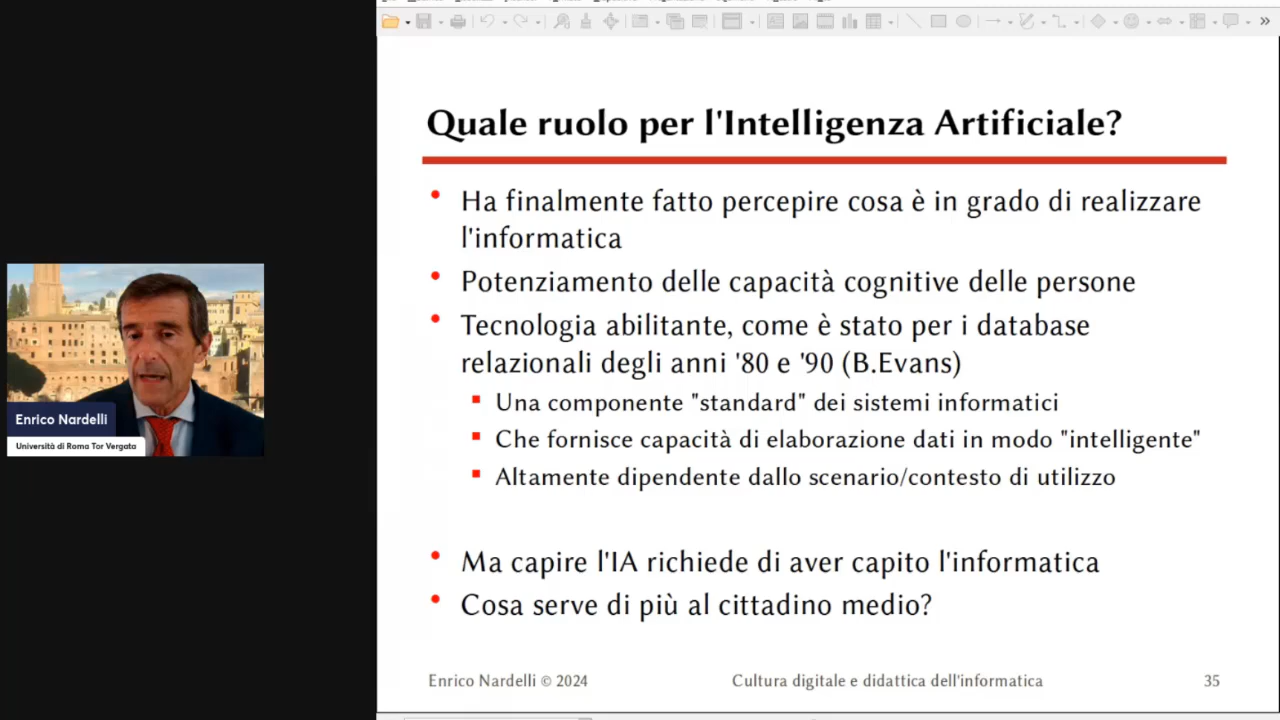 Quale ruolo per l'Intelligenza Artificiale?
Ha finalmente fatto percepire cosa è in grado di realizzare
l'informatica
Potenziamento delle capacità cognitive delle persone
Tecnologia abilitante, come è stato per i database
relazionali degli anni '80 e '90 (B.Evans)
Una componente "standard" dei sistemi informatici
Che fornisce capacità di elaborazione dati in modo "intelligente"
Altamente dipendente dallo scenario/contesto di utilizzo
Ma capire l'IA richiede di aver capito l'informatica
Cosa serve di più al cittadino medio?
Enrico Nardelli © 2024
Cultura digitale e didattica dell'informatica
35
Enrico Nardelli
Università di Roma Tor Vergata